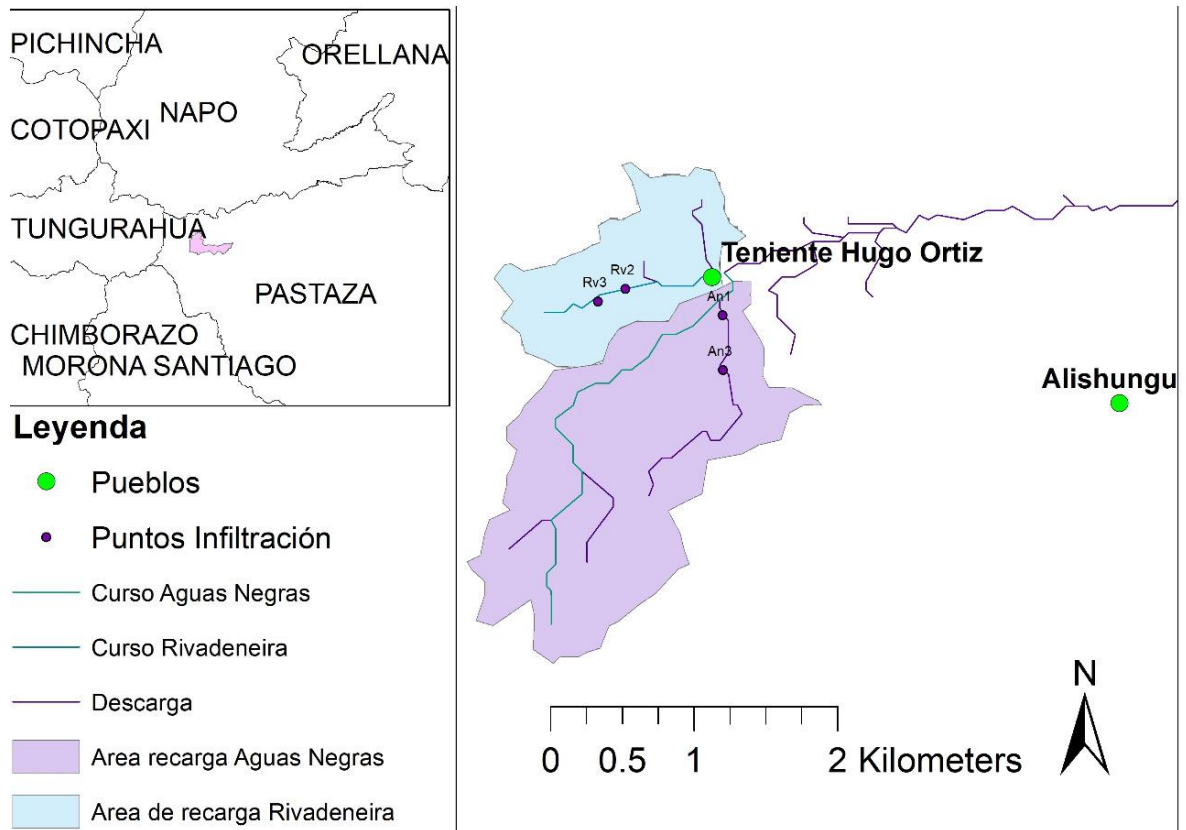 PICHINCHA
ORELLANA
NAPO
COTOPAXI
TUNGURAHUA
PASTAZA
CHIMBORAZO
MORONA SANTIAGO
Leyenda
Pueblos
Puntos Infiltración
Curso Aguas Negras
Curso Rivadeneira
Descarga
Area recarga Aguas Negras
Area de recarga Rivadeneira
Teniente Hugo Ortiz
Rv2
Rv3
An1
An3
Alishungu
N
0 0.5 1 2 Kilometers